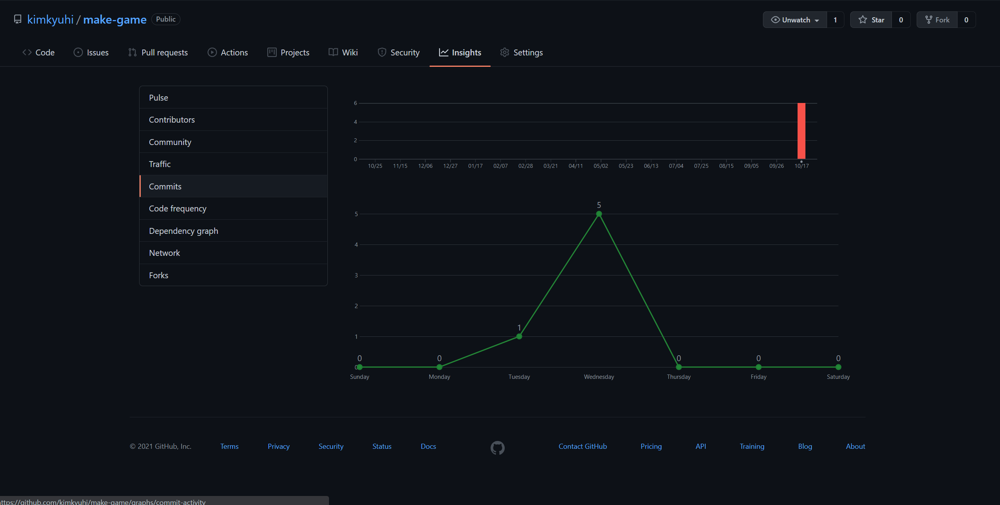 kimkyuhi / make-game Public Unwatch 1 Star 0 Fork 0
Code Issues Pull requests Actions Projects Wiki Security Insights Settings
Pulse
Contributors
Community
Traffic
Commits
Code frequency
Dependency graph
Network
Forks
6
4
2
0
10/25 11/15 12/06 12/27 01/17 02/07 02/28 03/21 04/11 05/02 05/23 06/13 07/04 07/25 08/15 09/05 09/26 10/17
5
5
4
3
2
1
1
0 0 0 0 0
0
Sunday Monday Tuesday Wednesday Thursday Friday Saturday
© 2021 GitHub, Inc. Terms Privacy Security Status Docs Contact GitHub Pricing API Training Blog About
https://github.com/kimkyuhi/make-game/graphs/commit-activity